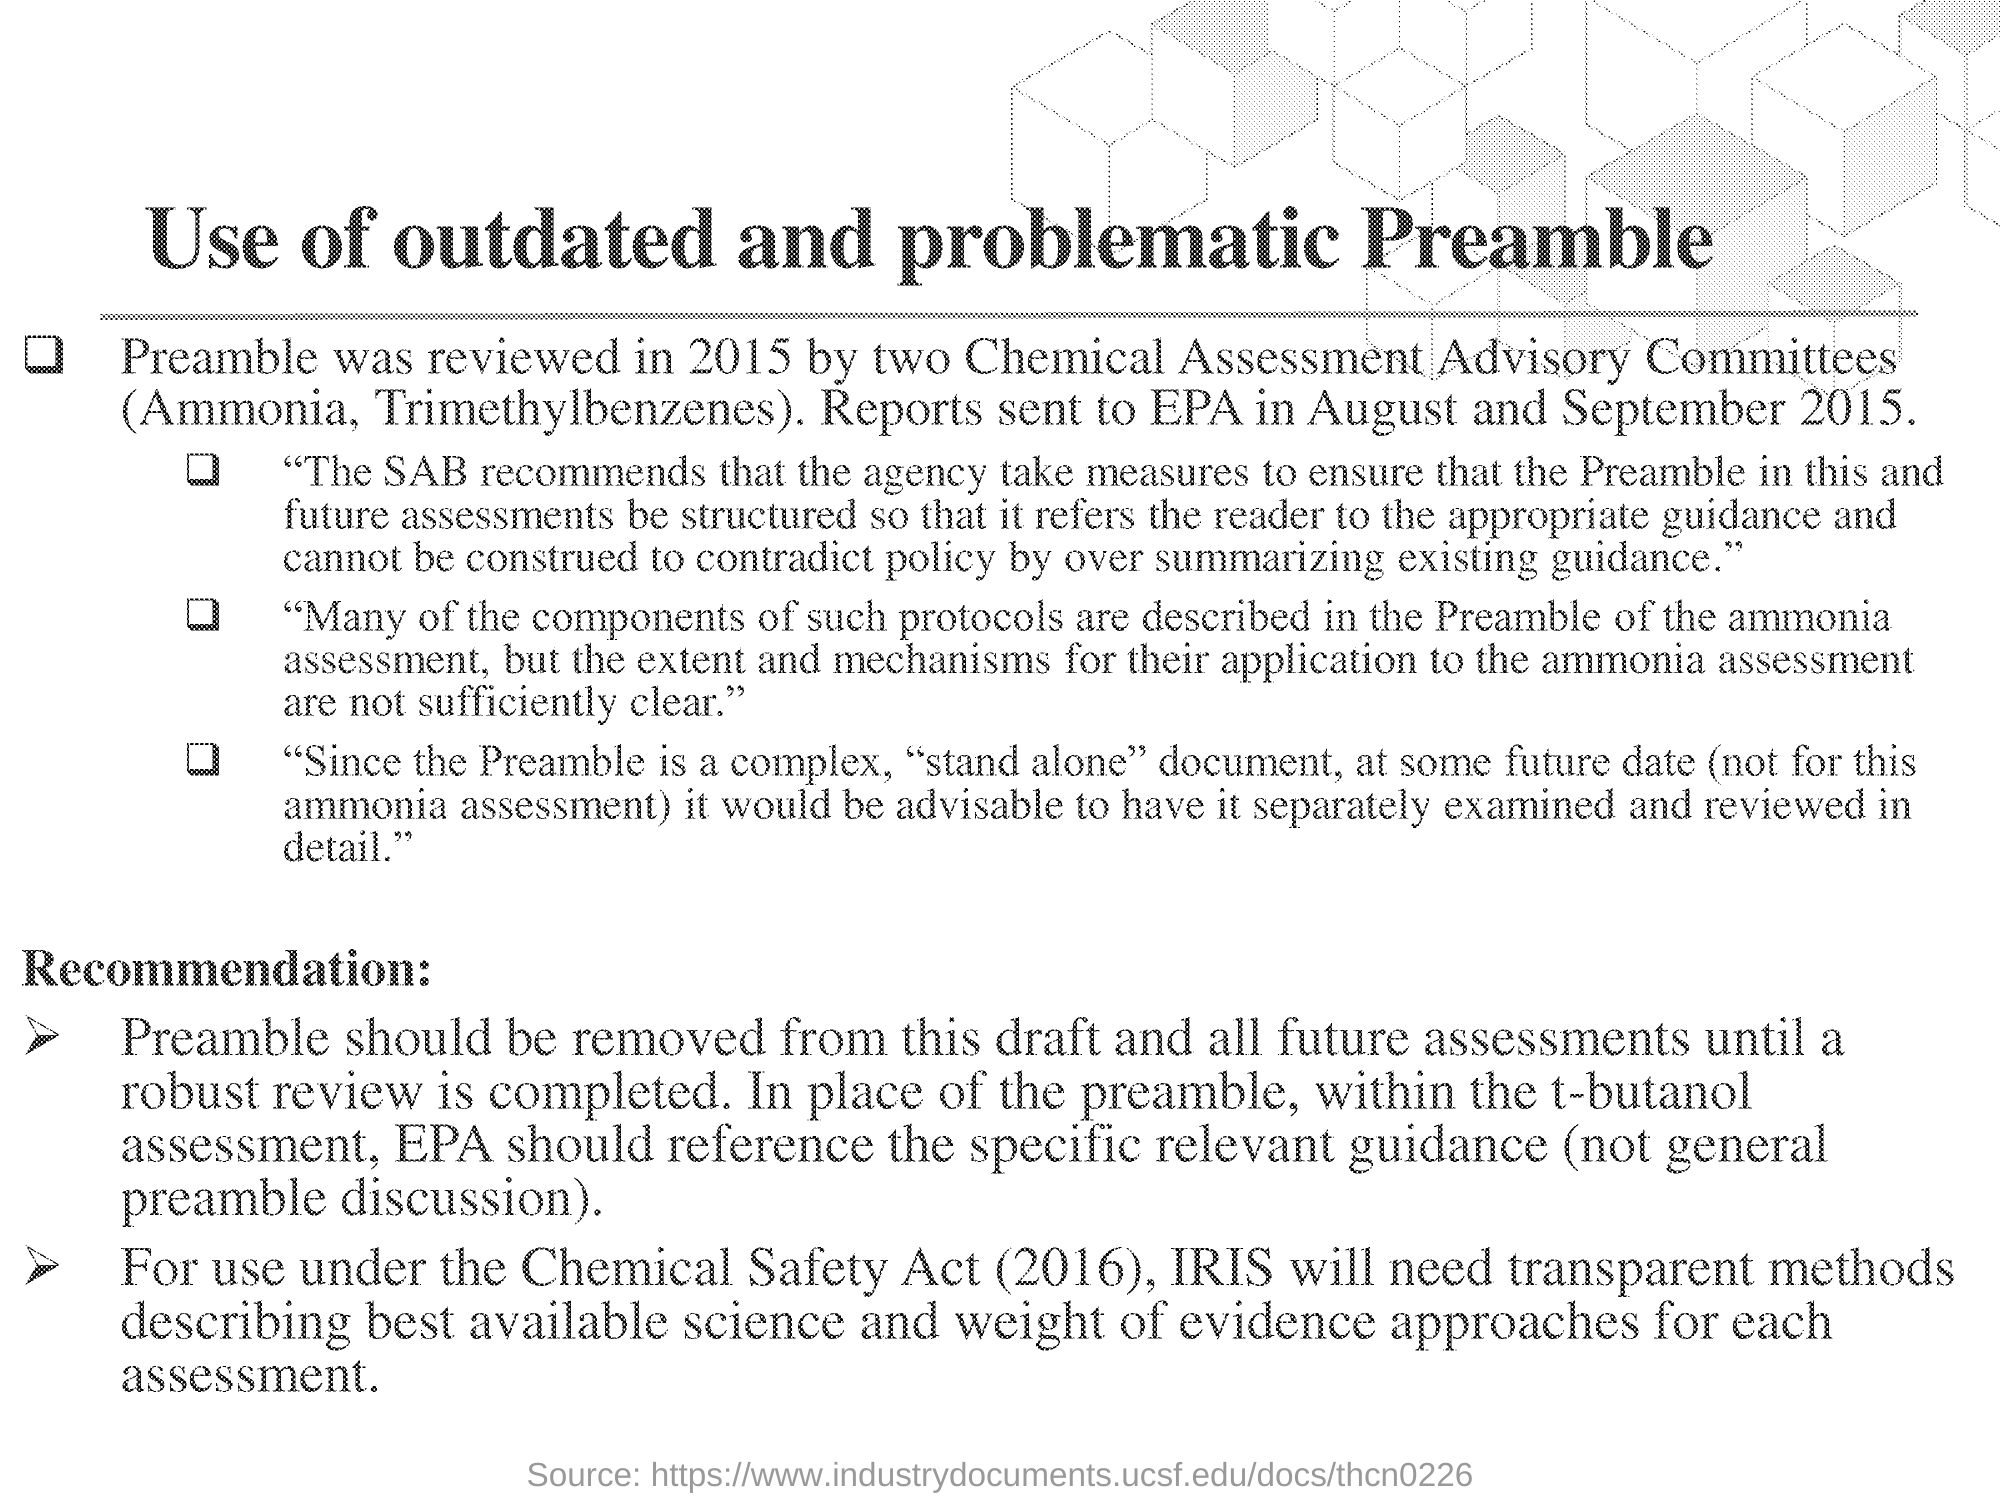 Use of outdated and problematic Preamble
Preamble was reviewed in 2015 by two Chemical Assessment Advisory Committees
(Ammonia, Trimethylbenzenes). Reports sent to EPA in August and September 2015.
“The SAB recommends that the agency take measures to ensure that the Preamble in this and
future assessments be structured so that it refers the reader to the appropriate guidance and
cannot be construed to contradict policy by over summarizing existing guidance.”
“Many of the components of such protocols are described in the Preamble of the ammonia
assessment, but the extent and mechanisms for their application to the ammonia assessment
are not sufficiently clear.”
“Since the Preamble is a complex, “stand alone” document, at some future date (not for this
ammonia assessment) it would be advisable to have it separately examined and reviewed in
detail.”
Recommendation:
Preamble should be removed from this draft and all future assessments until a
robust review is completed. In place of the preamble, within the t-butanol
assessment, EPA should reference the specific relevant guidance (not general
preamble discussion).
For use under the Chemical Safety Act (2016), IRIS will need transparent methods
describing best available science and weight of evidence approaches for each
assessment.
Source: https://www.industrydocuments.ucsf.edu/docs/thcn0226